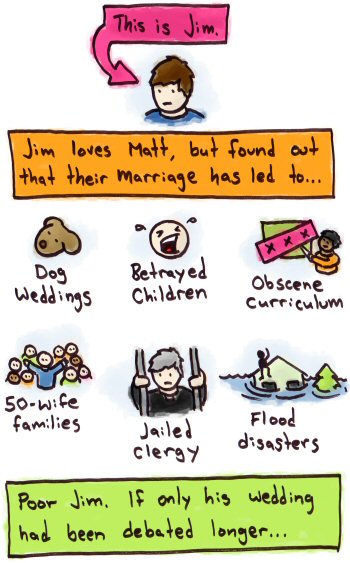 This is Jim.
Jim loves Matt, but found out
that their marriage has led to...
Dog
Weddings
Betrayed
Children
Obscene
Curriculum
XXX
50-wife
families
Jailed
clergy
Flood
disasters
Poor Jim. If only his wedding
had been debated longer...